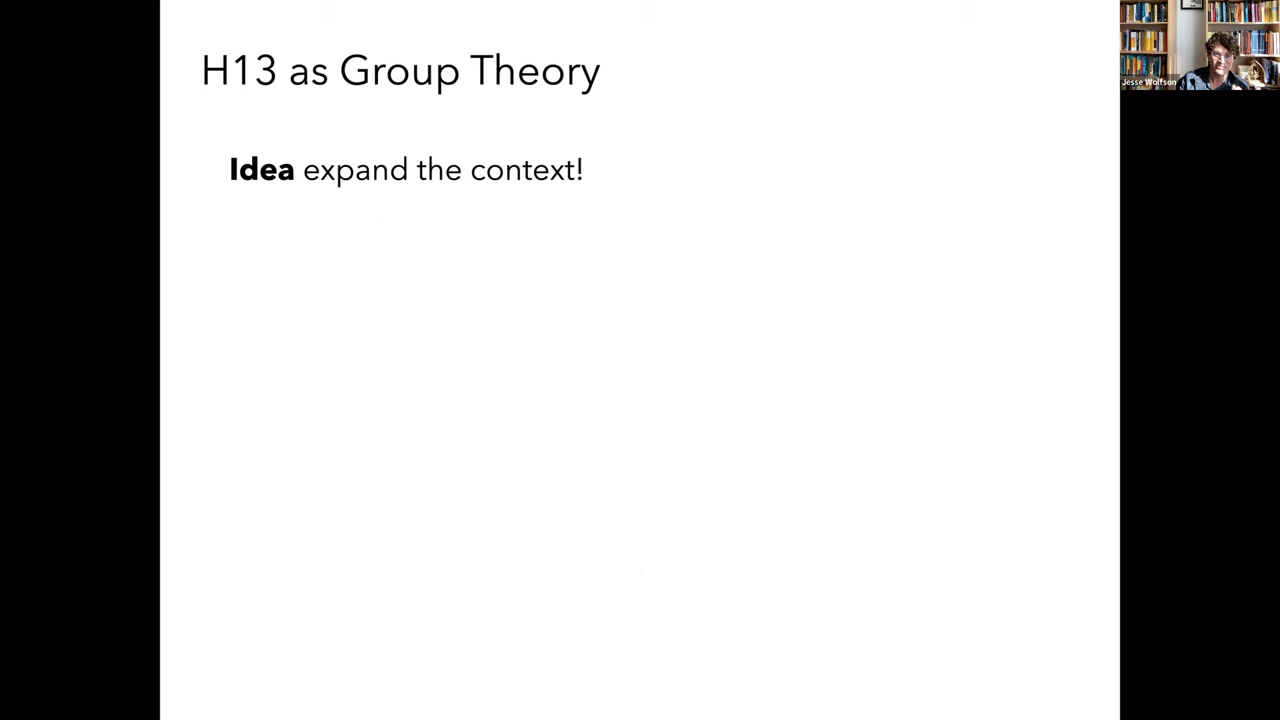 H13 as Group Theory
Idea expand the context!
Jesse Wolfson